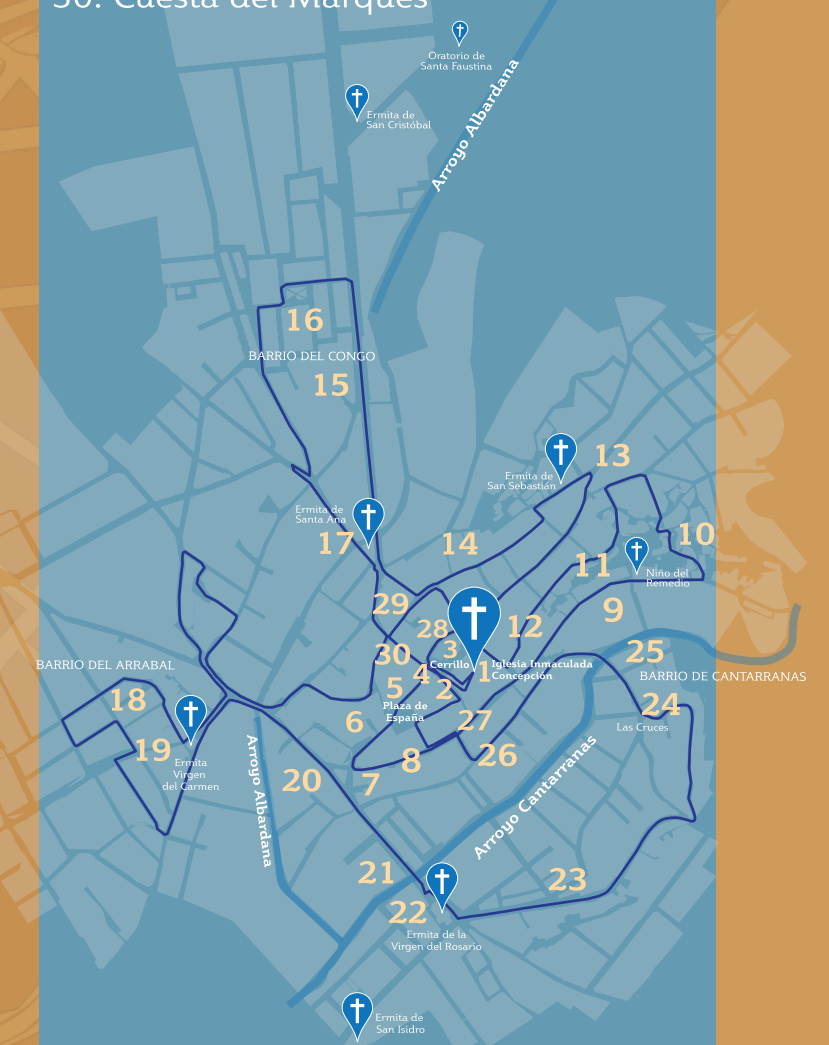 30. Cuesta del Marqués
Oratorio de
Santa Faustina
Ermita de
San Cristóbal
Arroyo Albardana
16
BARRIO DEL CONGO
15
13
Ermita de
San Sebastián
Ermita de
Santa Ana
17
14
10
11
Niño del
Remedio
29
9
28
12
3
25
30
Cerrillo
1
Iglesia Inmaculada
Concepción
4
BARRIO DEL ARRABAL
BARRIO DE CANTARRANAS
5
2
18
Plaza de
España
24
6
27
Las Cruces
19
26
8
Ermita
Virgen
del Carmen
7
20
Arroyo Albardana
Arroyo Cantarranas
21
23
22
Ermita de la
Virgen del Rosario
Ermita de
San Isidro